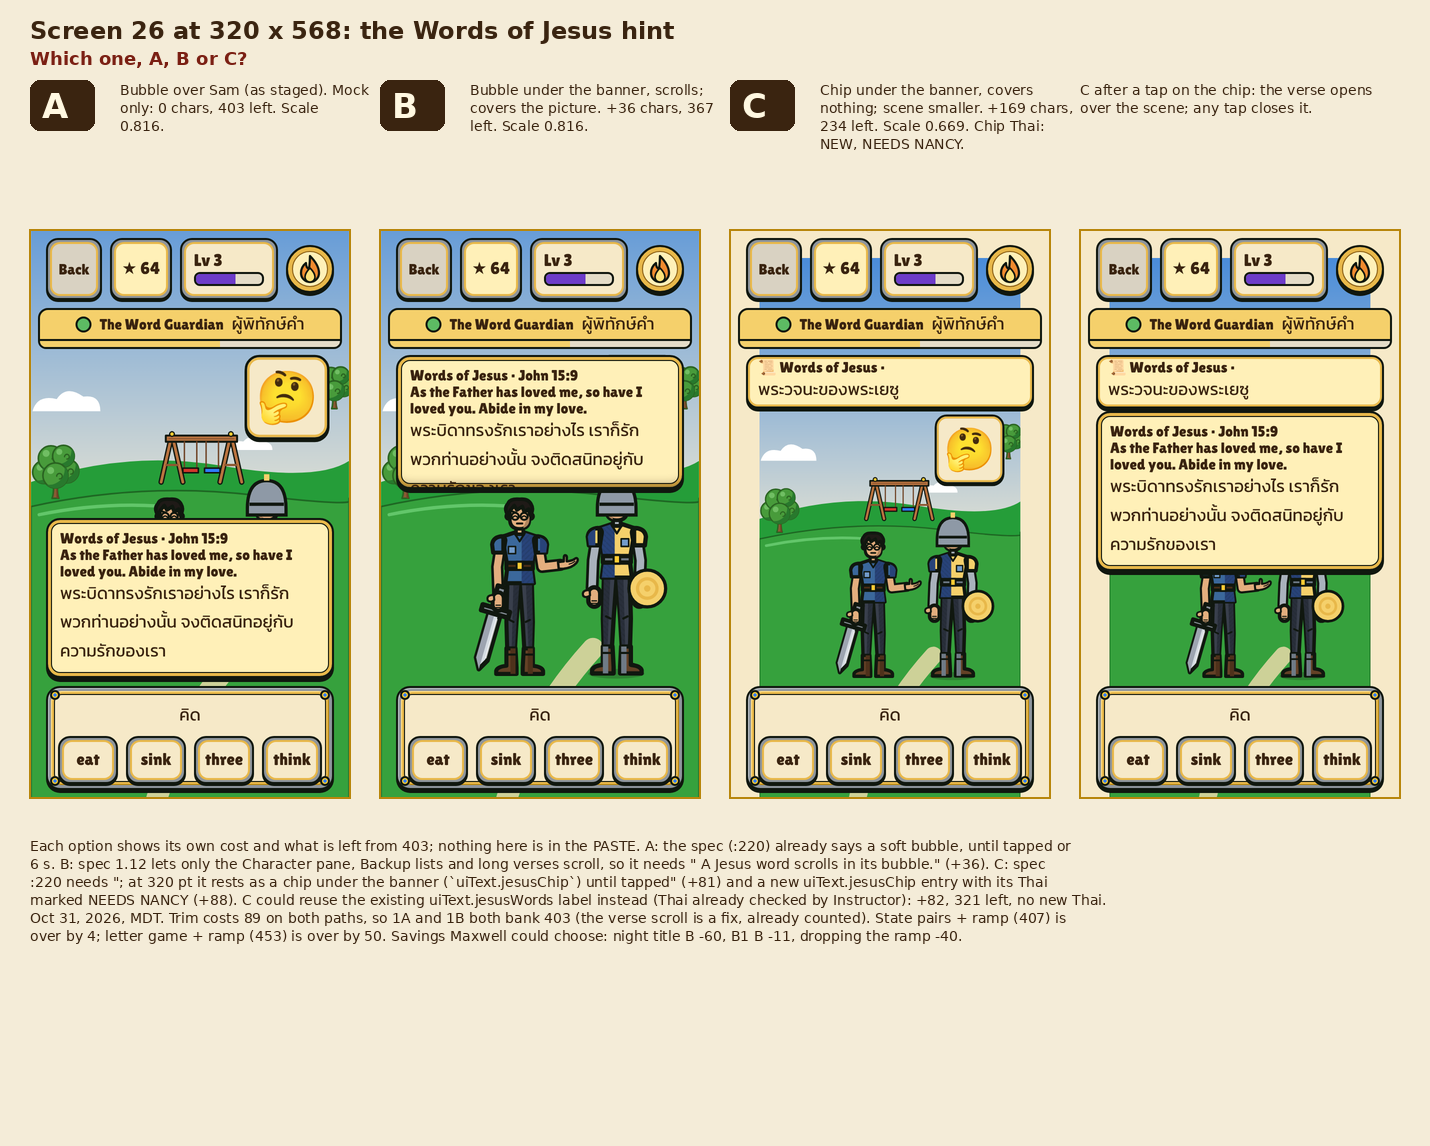 Screen 26 at 320 x 568: the Words of Jesus hint
Which one, A, B or C?
A
Bubble over Sam (as staged). Mock
only: 0 chars, 403 left. Scale
0.816.
B
Bubble under the banner, scrolls;
covers the picture. +36 chars, 367
left. Scale 0.816.
C
Chip under the banner, covers
nothing; scene smaller. +169 chars,
234 left. Scale 0.669. Chip Thai:
NEW, NEEDS NANCY.
C after a tap on the chip: the verse opens
over the scene; any tap closes it.
Back
★ 64
Lv 3
The Word Guardian ผู้พิทักษ์คำ
Words of Jesus · John 15:9
As the Father has loved me, so have I
loved you. Abide in my love.
พระบิดาทรงรักเราอย่างไร เราก็รัก
พวกท่านอย่างนั้น จงติดสนิทอยู่กับ
ความรักของเรา
คิด
eat
sink
three
think
Back
★ 64
Lv 3
The Word Guardian ผู้พิทักษ์คำ
Words of Jesus · John 15:9
As the Father has loved me, so have I
loved you. Abide in my love.
พระบิดาทรงรักเราอย่างไร เราก็รัก
พวกท่านอย่างนั้น จงติดสนิทอยู่กับ
คิด
eat
sink
three
think
Back
★ 64
Lv 3
The Word Guardian ผู้พิทักษ์คำ
📜 Words of Jesus ·
พระวจนะของพระเยซู
คิด
eat
sink
three
think
Back
★ 64
Lv 3
The Word Guardian ผู้พิทักษ์คำ
📜 Words of Jesus ·
พระวจนะของพระเยซู
Words of Jesus · John 15:9
As the Father has loved me, so have I
loved you. Abide in my love.
พระบิดาทรงรักเราอย่างไร เราก็รัก
พวกท่านอย่างนั้น จงติดสนิทอยู่กับ
ความรักของเรา
คิด
eat
sink
three
think
Each option shows its own cost and what is left from 403; nothing here is in the PASTE. A: the spec (:220) already says a soft bubble, until tapped or
6 s. B: spec 1.12 lets only the Character pane, Backup lists and long verses scroll, so it needs " A Jesus word scrolls in its bubble." (+36). C: spec
:220 needs "; at 320 pt it rests as a chip under the banner (`uiText.jesusChip`) until tapped" (+81) and a new uiText.jesusChip entry with its Thai
marked NEEDS NANCY (+88). C could reuse the existing uiText.jesusWords label instead (Thai already checked by Instructor): +82, 321 left, no new Thai.
Oct 31, 2026, MDT. Trim costs 89 on both paths, so 1A and 1B both bank 403 (the verse scroll is a fix, already counted). State pairs + ramp (407) is
over by 4; letter game + ramp (453) is over by 50. Savings Maxwell could choose: night title B -60, B1 B -11, dropping the ramp -40.